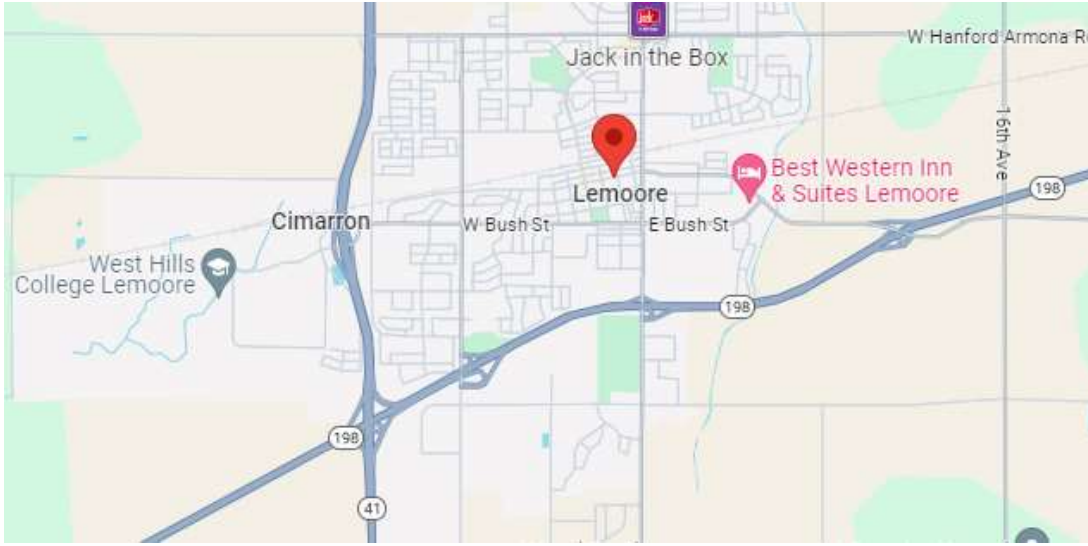 W Hanford Armona R
Jack in the Box
16th Ave
Best Western Inn
& Suites Lemoore
198
Lemoore
Cimarron
W Bush St
E Bush St
West Hills
College Lemoore
198
198
41